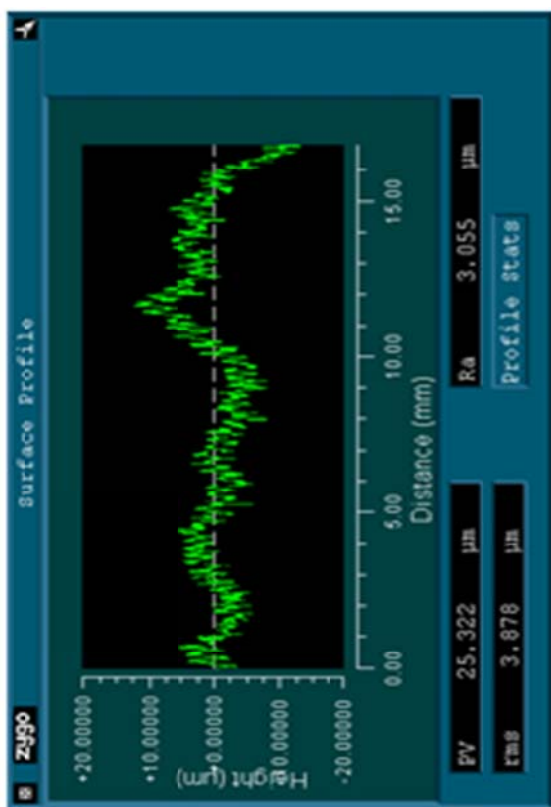 zygo Surface Profile
+20.00000
+10.00000
+0.00000
-10.00000
-20.00000
Height (µm)
0.00 5.00 10.00 15.00
Distance (mm)
PV 25.322 µm Ra 3.055 µm
rms 3.878 µm Profile Stats